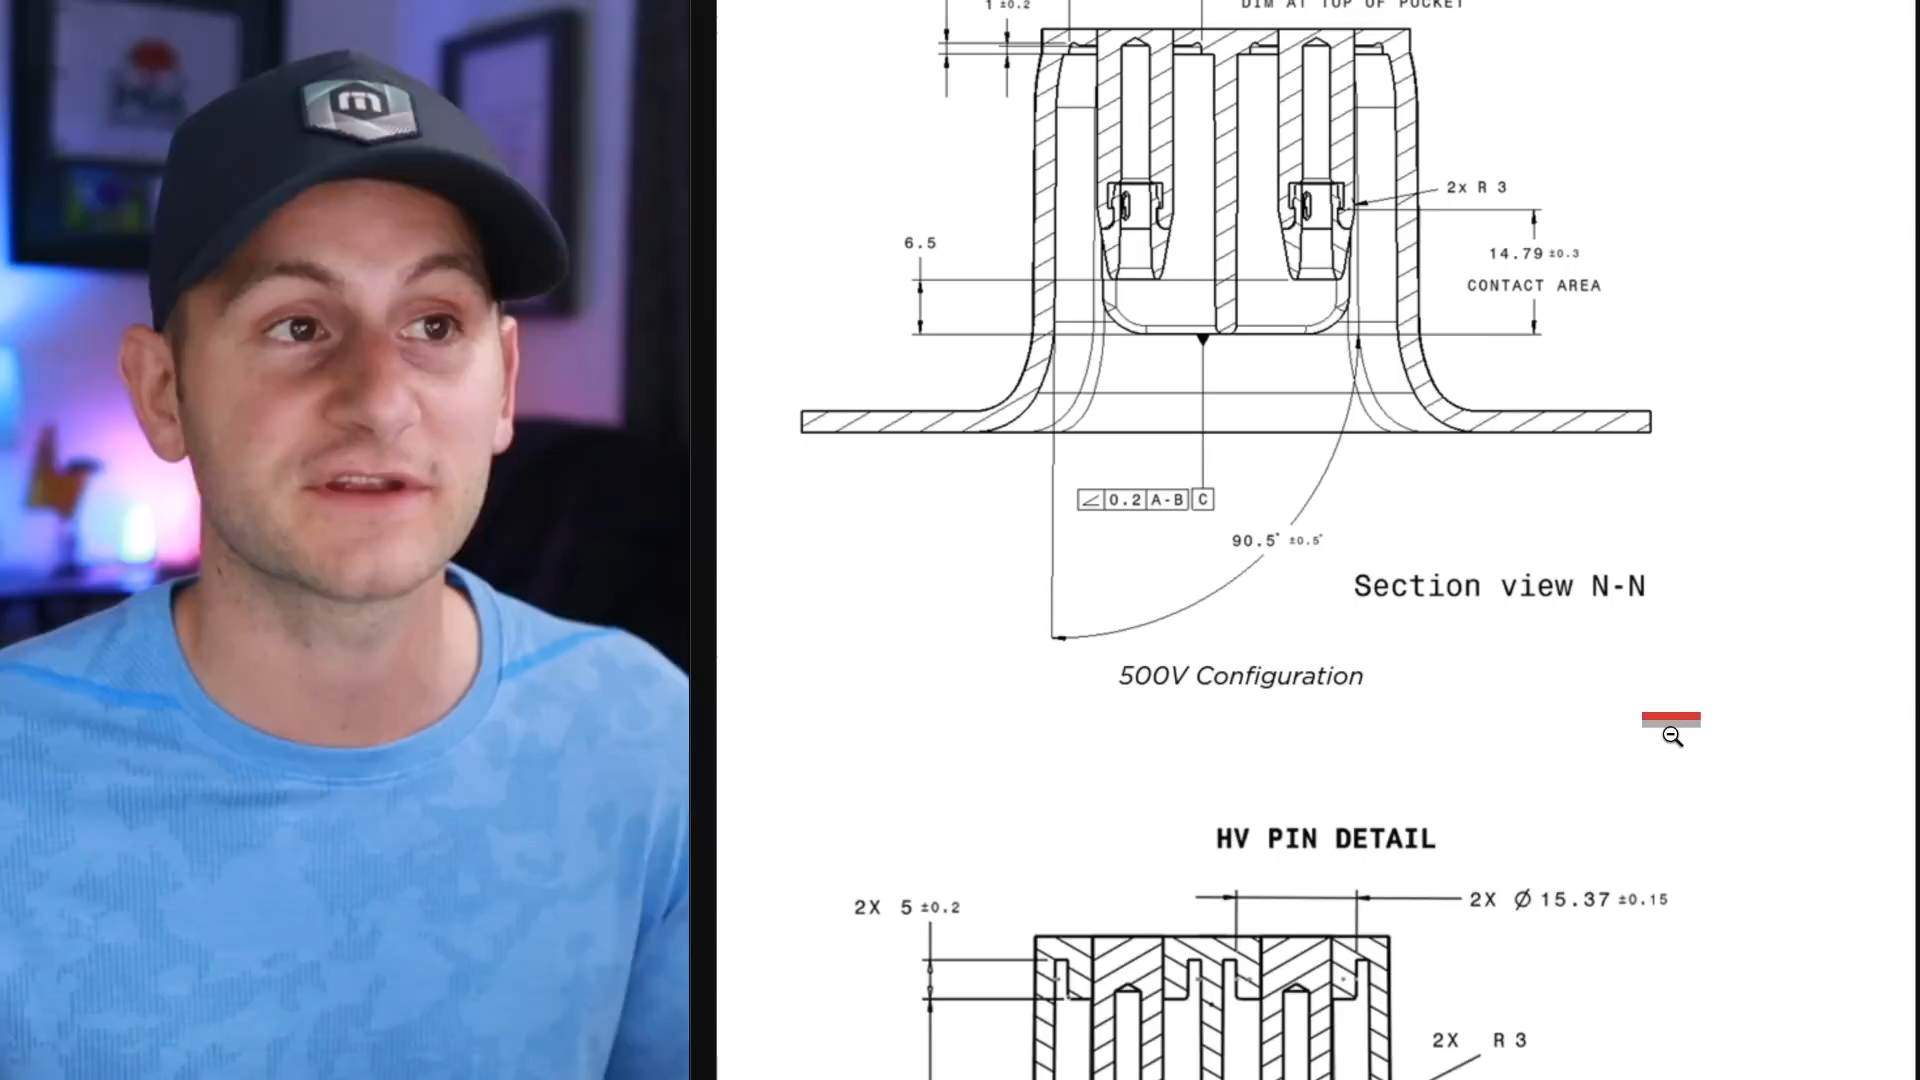 1 ±0.2
DIM AT TOP OF POCKET
m
2x R 3
6.5
14.79 ±0.3
CONTACT AREA
0.2 A-B C
90.5° ±0.5°
Section view N-N
500V Configuration
HV PIN DETAIL
2X 5 ±0.2
2X Ø 15.37 ±0.15
2X R 3